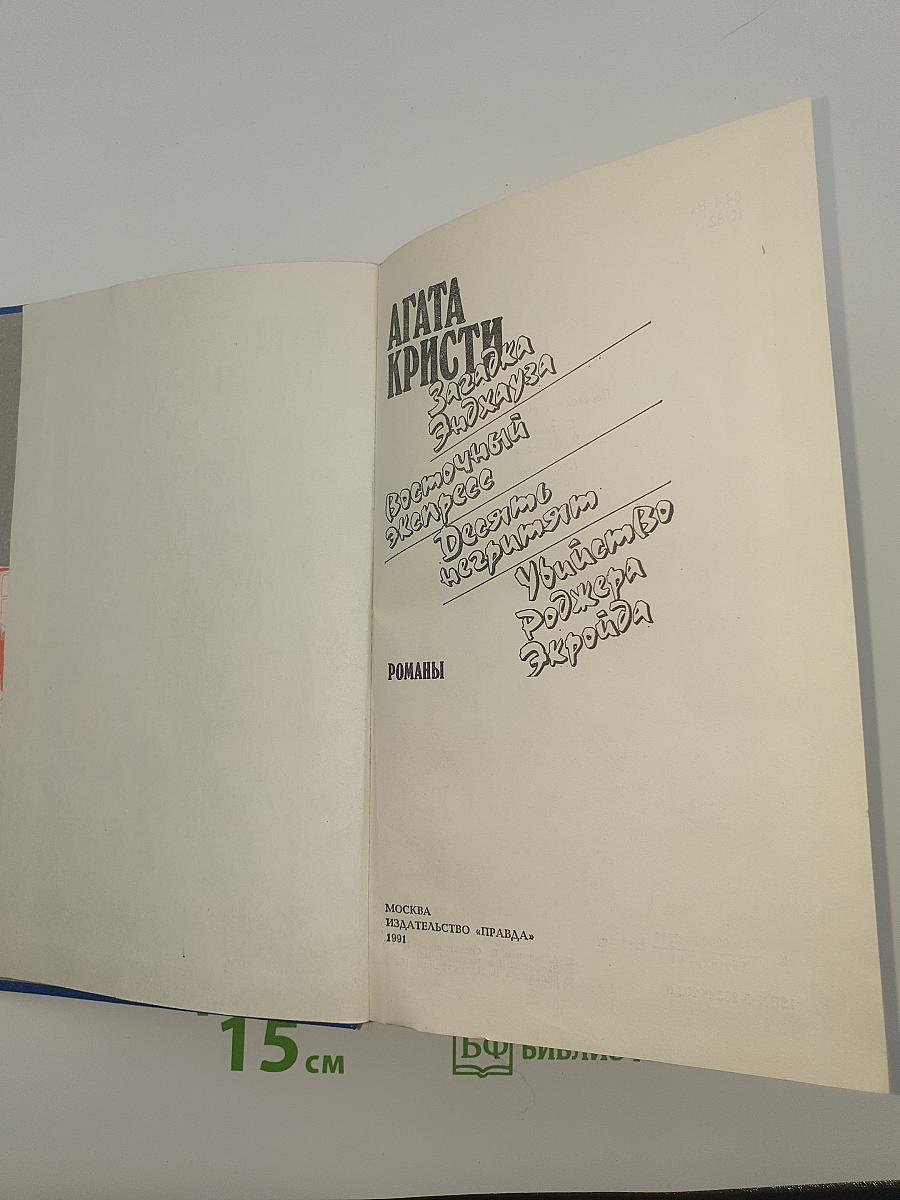 АГАТА
КРИСТИ
Загадка
Эндхауза
Восточный
экспресс
Десять
негритят
Убийство
Роджера
Экройда
РОМАНЫ
МОСКВА
ИЗДАТЕЛЬСТВО «ПРАВДА»
1991
15 см
БФ